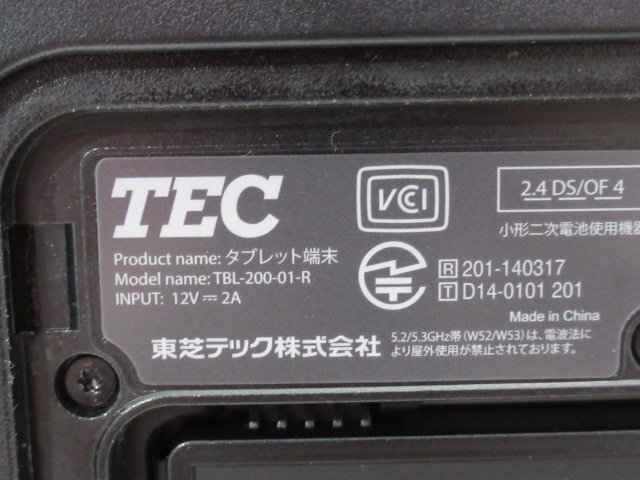 TEC
VCI
2.4 DS/OF 4
小形二次電池使用機器
Product name: タブレット端末
Model name: TBL-200-01-R
INPUT: 12V⎓2A
R 201-140317
T D14-0101 201
Made in China
東芝テック株式会社
5.2/5.3GHz帯（W52/W53）は、電波法に
より屋外使用が禁止されております。